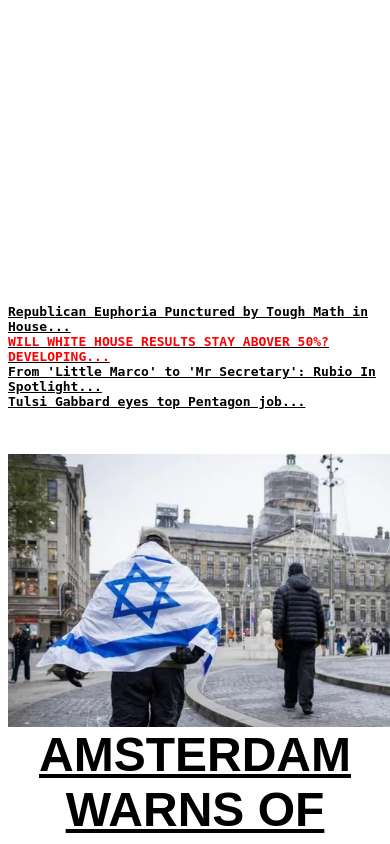 Republican Euphoria Punctured by Tough Math in
House...
WILL WHITE HOUSE RESULTS STAY ABOVER 50%?
DEVELOPING...
From 'Little Marco' to 'Mr Secretary': Rubio In
Spotlight...
Tulsi Gabbard eyes top Pentagon job...
AMSTERDAM
WARNS OF